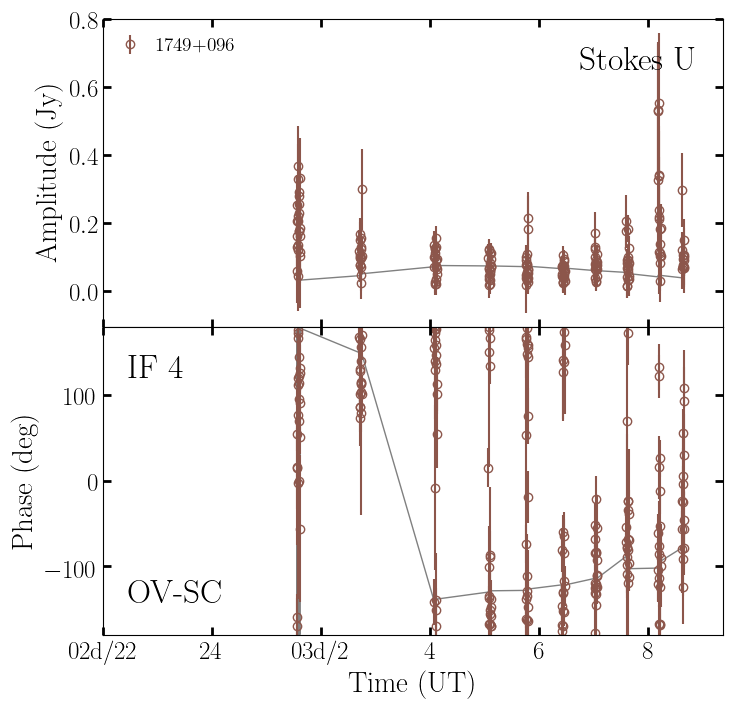 0.8
1749+096
Stokes U
0.6
0.4
0.2
0.0
Amplitude (Jy)
IF 4
100
0
−100
Phase (deg)
OV-SC
02d/22 24 03d/2 4 6 8
Time (UT)